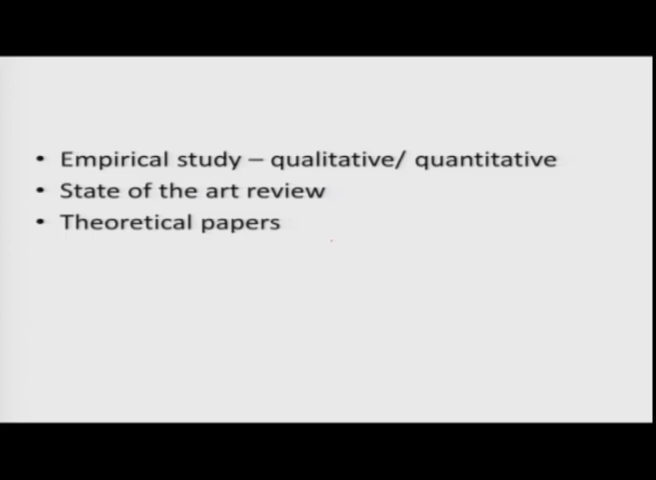 • Empirical study – qualitative/ quantitative
• State of the art review
• Theoretical papers